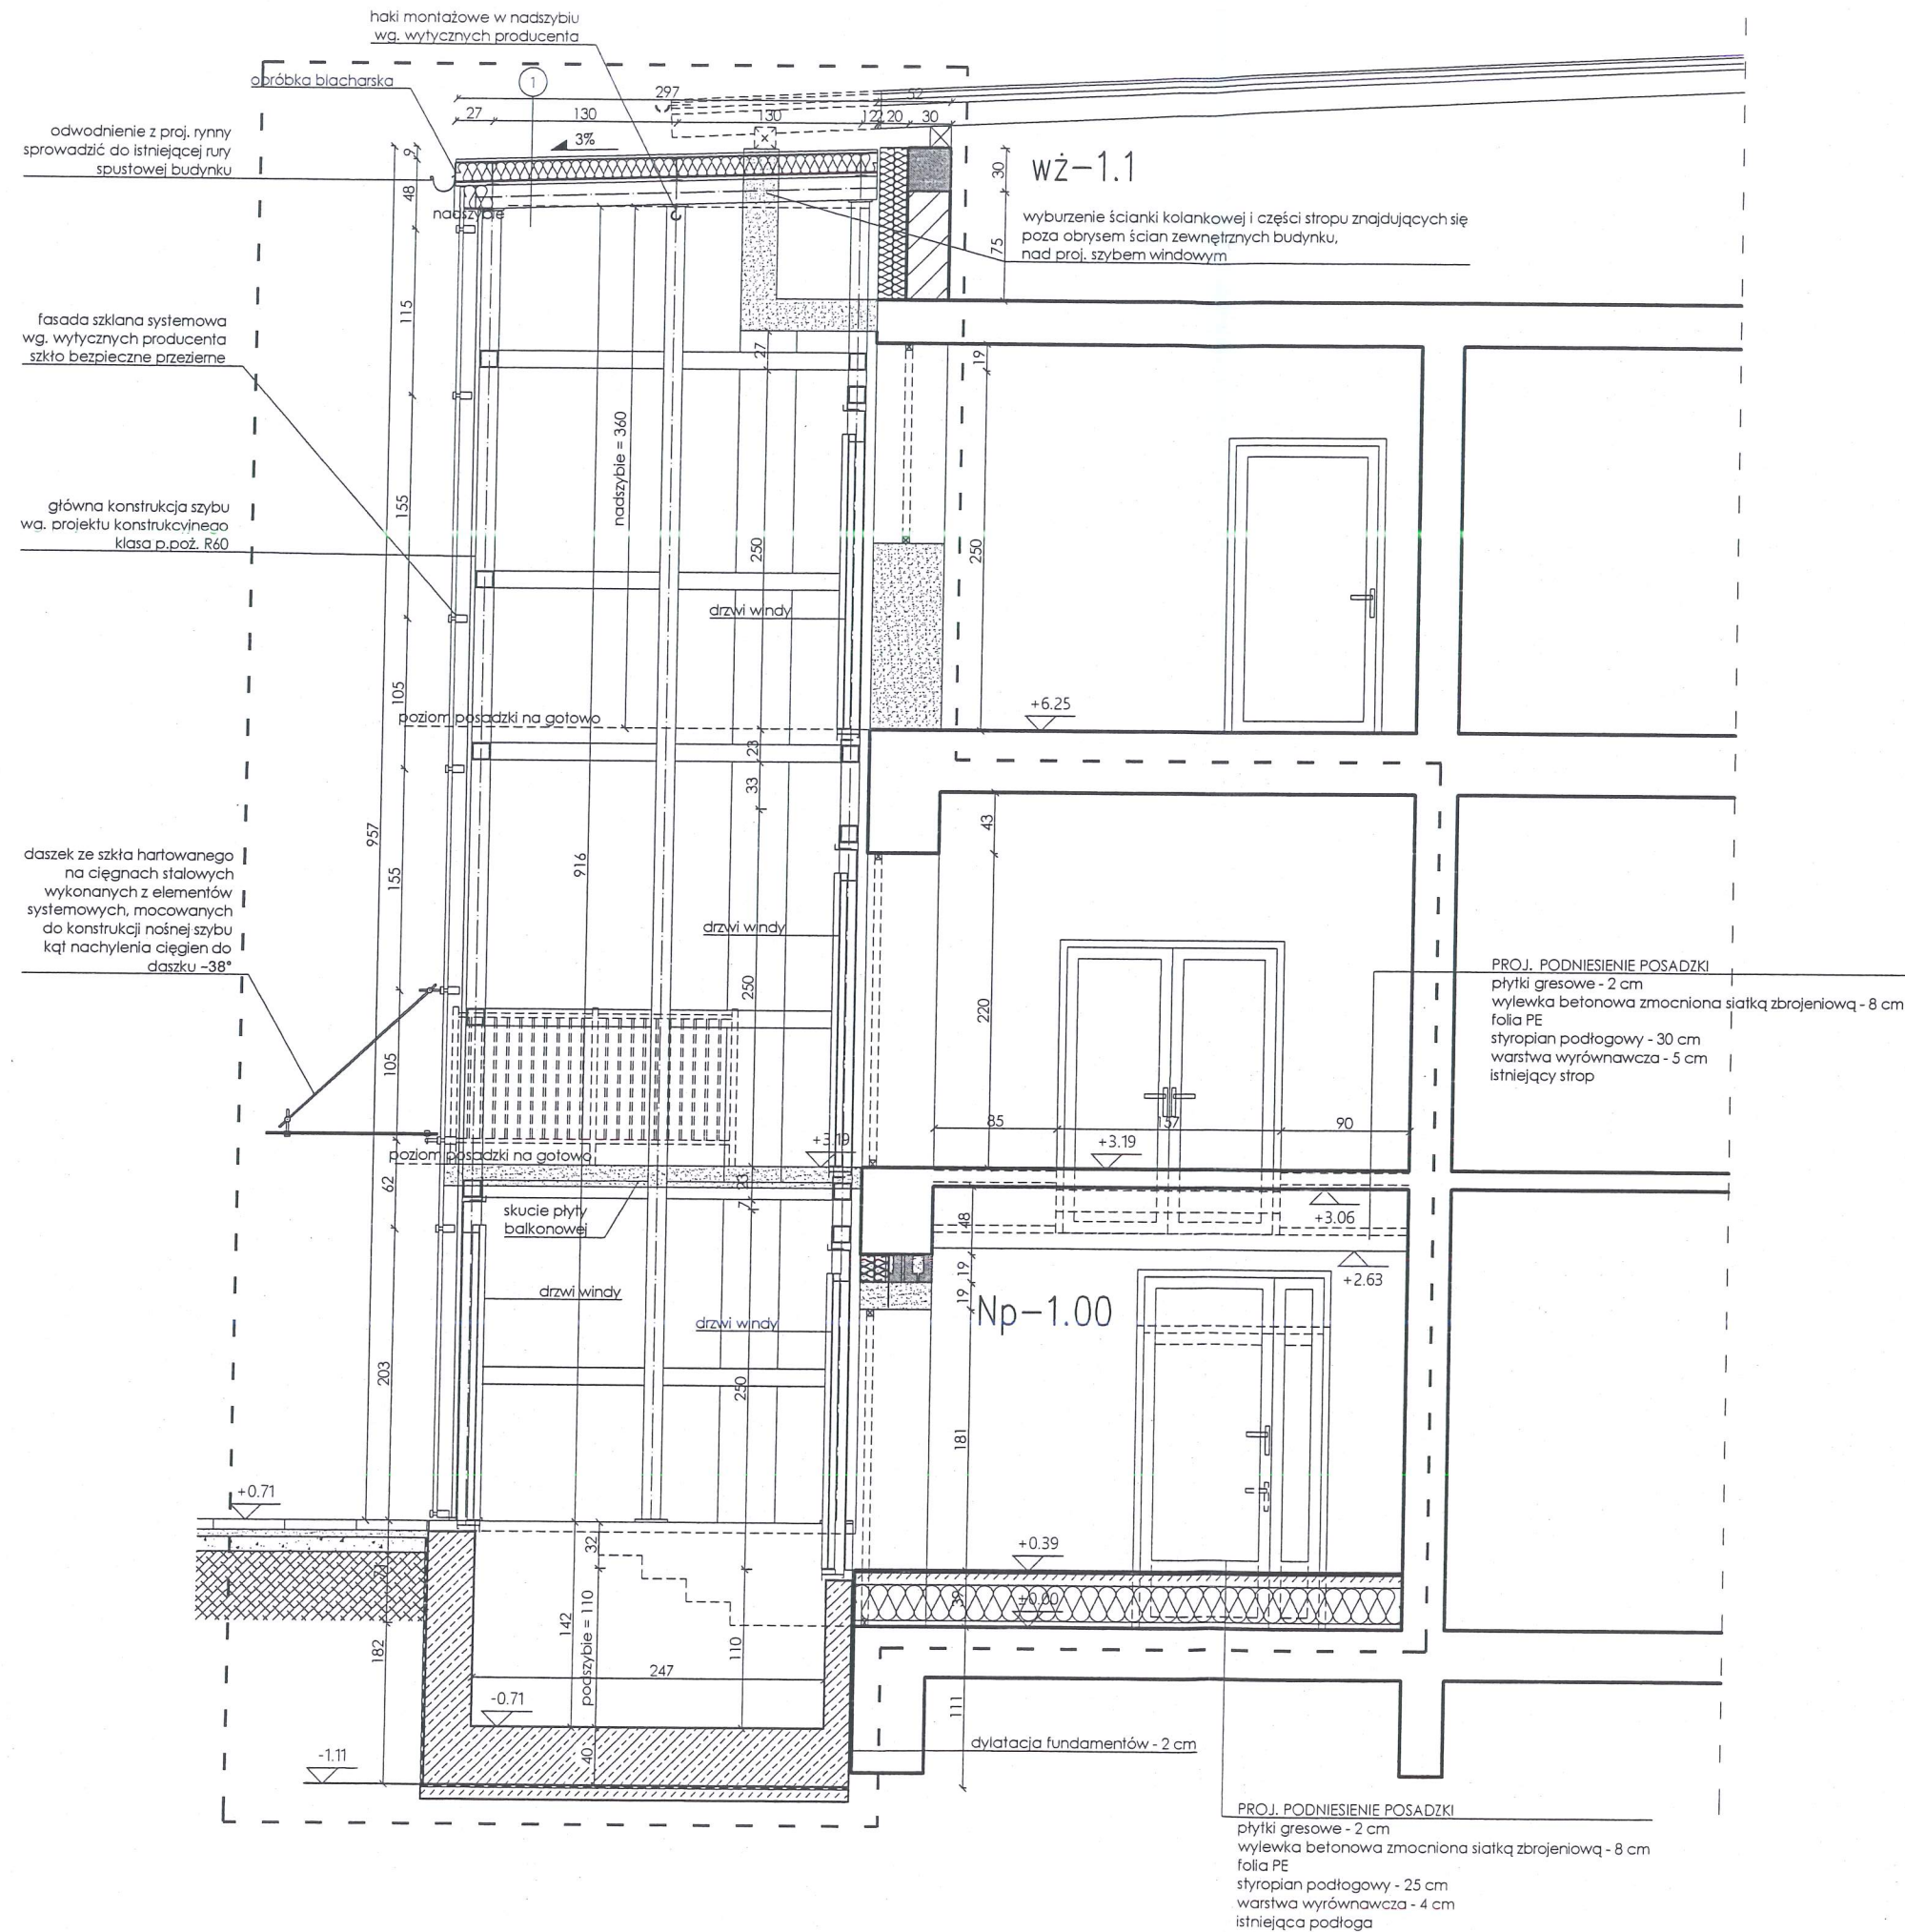 haki montażowe w nadszybiu
wg. wytycznych producenta
obróbka blacharska
1
297
52
27
130
130
12
20
30
3%
odwodnienie z proj. rynny
sprowadzić do istniejącej rury
spustowej budynku
9
48
nadszybie
30
wż-1.1
75
wyburzenie ścianki kolankowej i części stropu znajdujących się
poza obrysem ścian zewnętrznych budynku,
nad proj. szybem windowym
115
fasada szklana systemowa
wg. wytycznych producenta
szkło bezpieczne przezierne
27
19
nadszybie = 360
155
główna konstrukcja szybu
wg. projektu konstrukcyjnego
klasa p.poż. R60
250
250
drzwi windy
105
poziom posadzki na gotowo
+6.25
23
33
957
916
43
155
daszek ze szkła hartowanego
na cięgnach stalowych
wykonanych z elementów
systemowych, mocowanych
do konstrukcji nośnej szybu
kąt nachylenia cięgien do
daszku ~38°
drzwi windy
250
220
PROJ. PODNIESIENIE POSADZKI
płytki gresowe - 2 cm
wylewka betonowa zmocniona siatką zbrojeniową - 8 cm
folia PE
styropian podłogowy - 30 cm
warstwa wyrównawcza - 5 cm
istniejący strop
105
85
157
90
+3.19
+3.19
poziom posadzki na gotowo
62
23
7
skucie płyty
balkonowej
48
+3.06
+2.63
19
19
Np-1.00
drzwi windy
drzwi windy
203
250
181
+0.71
+0.39
32
71
39
+0.00
142
podszybie = 110
110
182
247
-0.71
111
40
-1.11
dylatacja fundamentów - 2 cm
PROJ. PODNIESIENIE POSADZKI
płytki gresowe - 2 cm
wylewka betonowa zmocniona siatką zbrojeniową - 8 cm
folia PE
styropian podłogowy - 25 cm
warstwa wyrównawcza - 4 cm
istniejąca podłoga